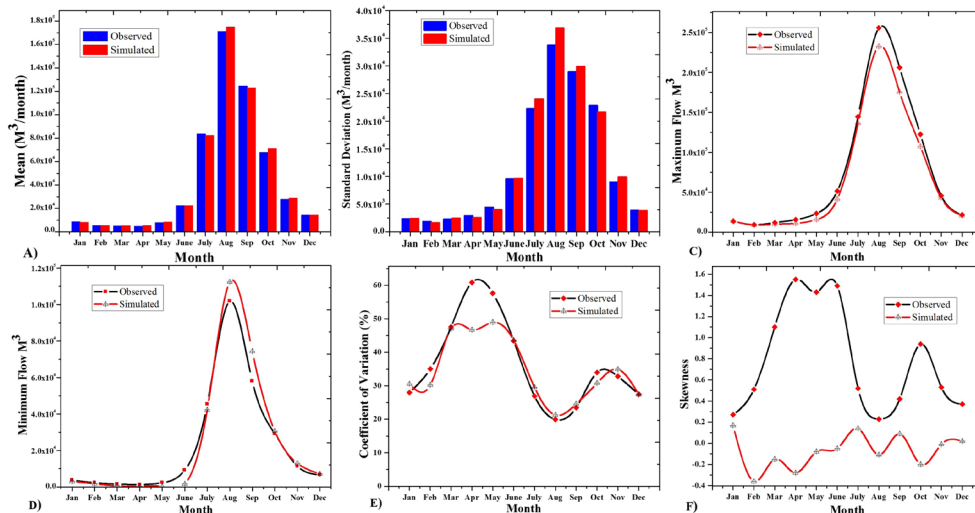 Mean (M³/month)
1.8x10⁵
1.6x10⁵
1.4x10⁵
1.2x10⁵
1.0x10⁵
8.0x10⁴
6.0x10⁴
4.0x10⁴
2.0x10⁴
Observed
Simulated
Jan Feb Mar Apr May June July Aug Sep Oct Nov Dec
A) Month
Standard Deviation (M³/month)
4.0x10⁴
3.5x10⁴
3.0x10⁴
2.5x10⁴
2.0x10⁴
1.5x10⁴
1.0x10⁴
5.0x10³
0.0
Observed
Simulated
Jan Feb Mar Apr May June July Aug Sep Oct Nov Dec
B) Month
Maximum Flow M³
2.5x10⁵
2.0x10⁵
1.5x10⁵
1.0x10⁵
5.0x10⁴
Observed
Simulated
Jan Feb Mar Apr May June July Aug Sep Oct Nov Dec
C) Month
Minimum Flow M³
1.2x10⁵
1.0x10⁵
8.0x10⁴
6.0x10⁴
4.0x10⁴
2.0x10⁴
0.0
Observed
Simulated
Jan Feb Mar Apr May June July Aug Sep Oct Nov Dec
D) Month
Coefficient of Variation (%)
60
50
40
30
20
10
0
Observed
Simulated
Jan Feb Mar Apr May June July Aug Sep Oct Nov Dec
E) Month
Skewness
1.6
1.4
1.2
1.0
0.8
0.6
0.4
0.2
0.0
-0.2
-0.4
Observed
Simulated
Jan Feb Mar Apr May June July Aug Sep Oct Nov Dec
F) Month